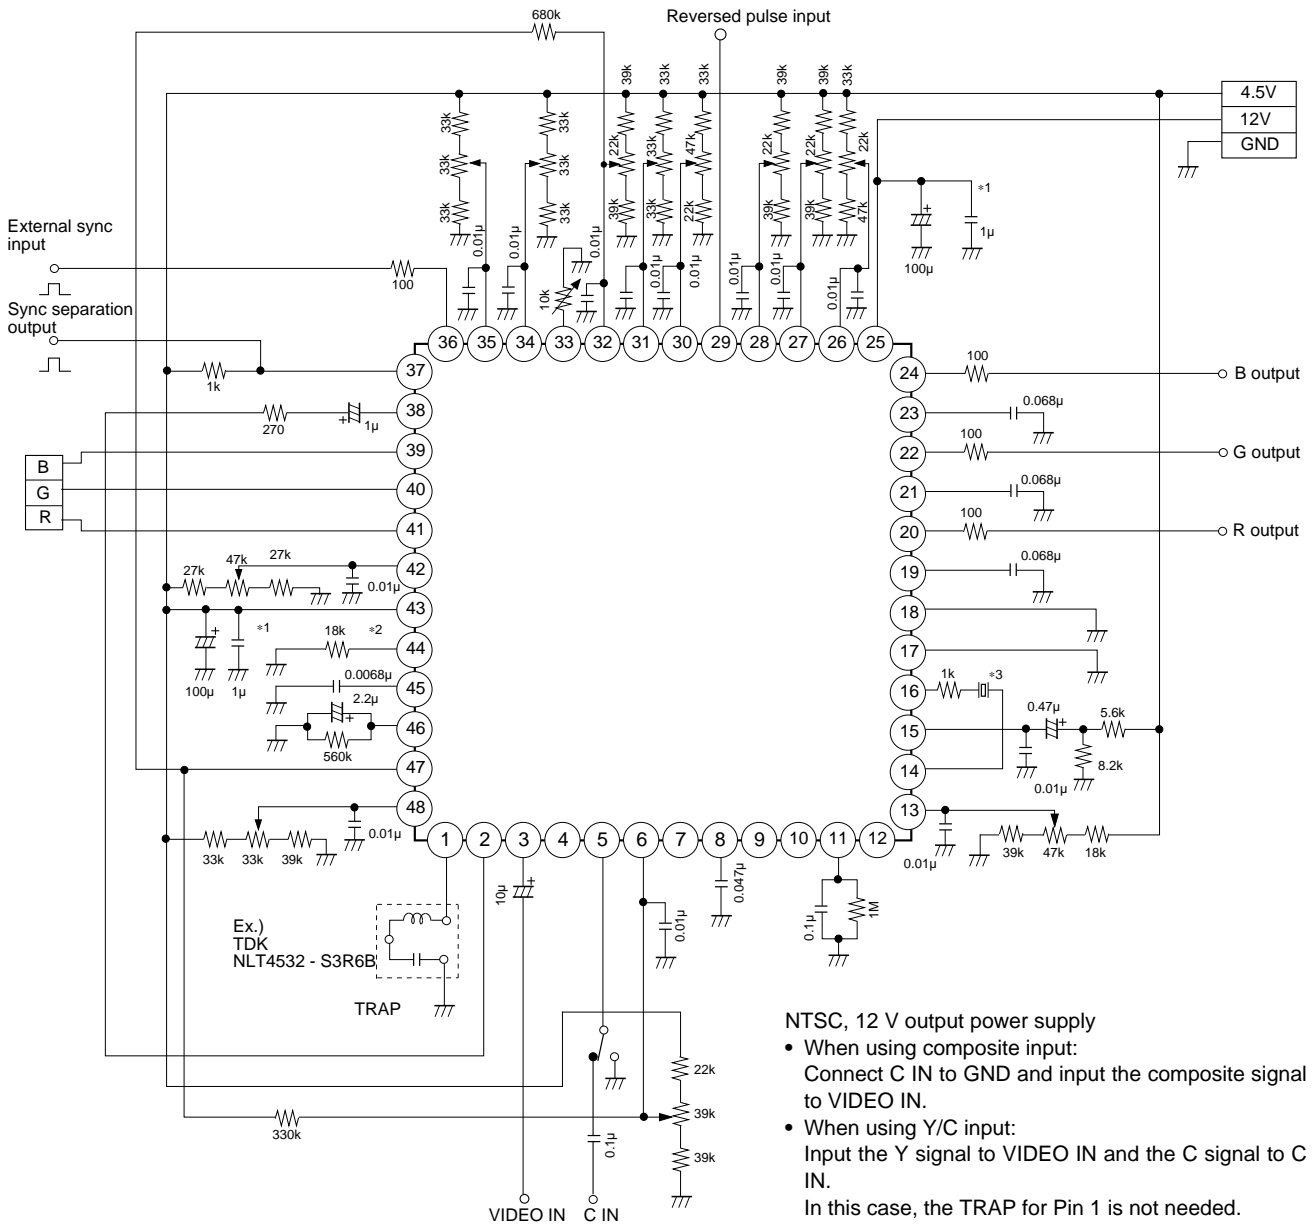 680k
Reversed pulse input
39k
33k
33k
39k
39k
33k
4.5V
12V
GND
33k
33k
22k
33k
47k
22k
22k
22k
33k
33k
33k
33k
39k
33k
22k
39k
39k
47k
*1
100µ
1µ
External sync
input
100
Sync separation
output
0.01µ
0.01µ
10k
0.01µ
0.01µ
0.01µ
0.01µ
0.01µ
0.01µ
36
35
34
33
32
31
30
29
28
27
26
25
1k
37
24
100
B output
270
1µ
38
23
0.068µ
39
22
100
G output
B
G
R
40
21
0.068µ
41
20
100
R output
27k
47k
27k
0.01µ
42
19
0.068µ
43
18
100µ
1µ
*1
18k
*2
44
17
0.0068µ
45
16
1k
*3
2.2µ
560k
46
15
0.47µ
5.6k
8.2k
0.01µ
47
14
48
13
0.01µ
33k
33k
39k
0.01µ
39k
47k
18k
1
2
3
4
5
6
7
8
9
10
11
12
10µ
0.01µ
0.047µ
0.1µ
1M
Ex.)
TDK
NLT4532 - S3R6B
TRAP
22k
39k
39k
330k
0.1µ
VIDEO IN
C IN
NTSC, 12 V output power supply
• When using composite input:
Connect C IN to GND and input the composite signal
to VIDEO IN.
• When using Y/C input:
Input the Y signal to VIDEO IN and the C signal to C
IN.
In this case, the TRAP for Pin 1 is not needed.